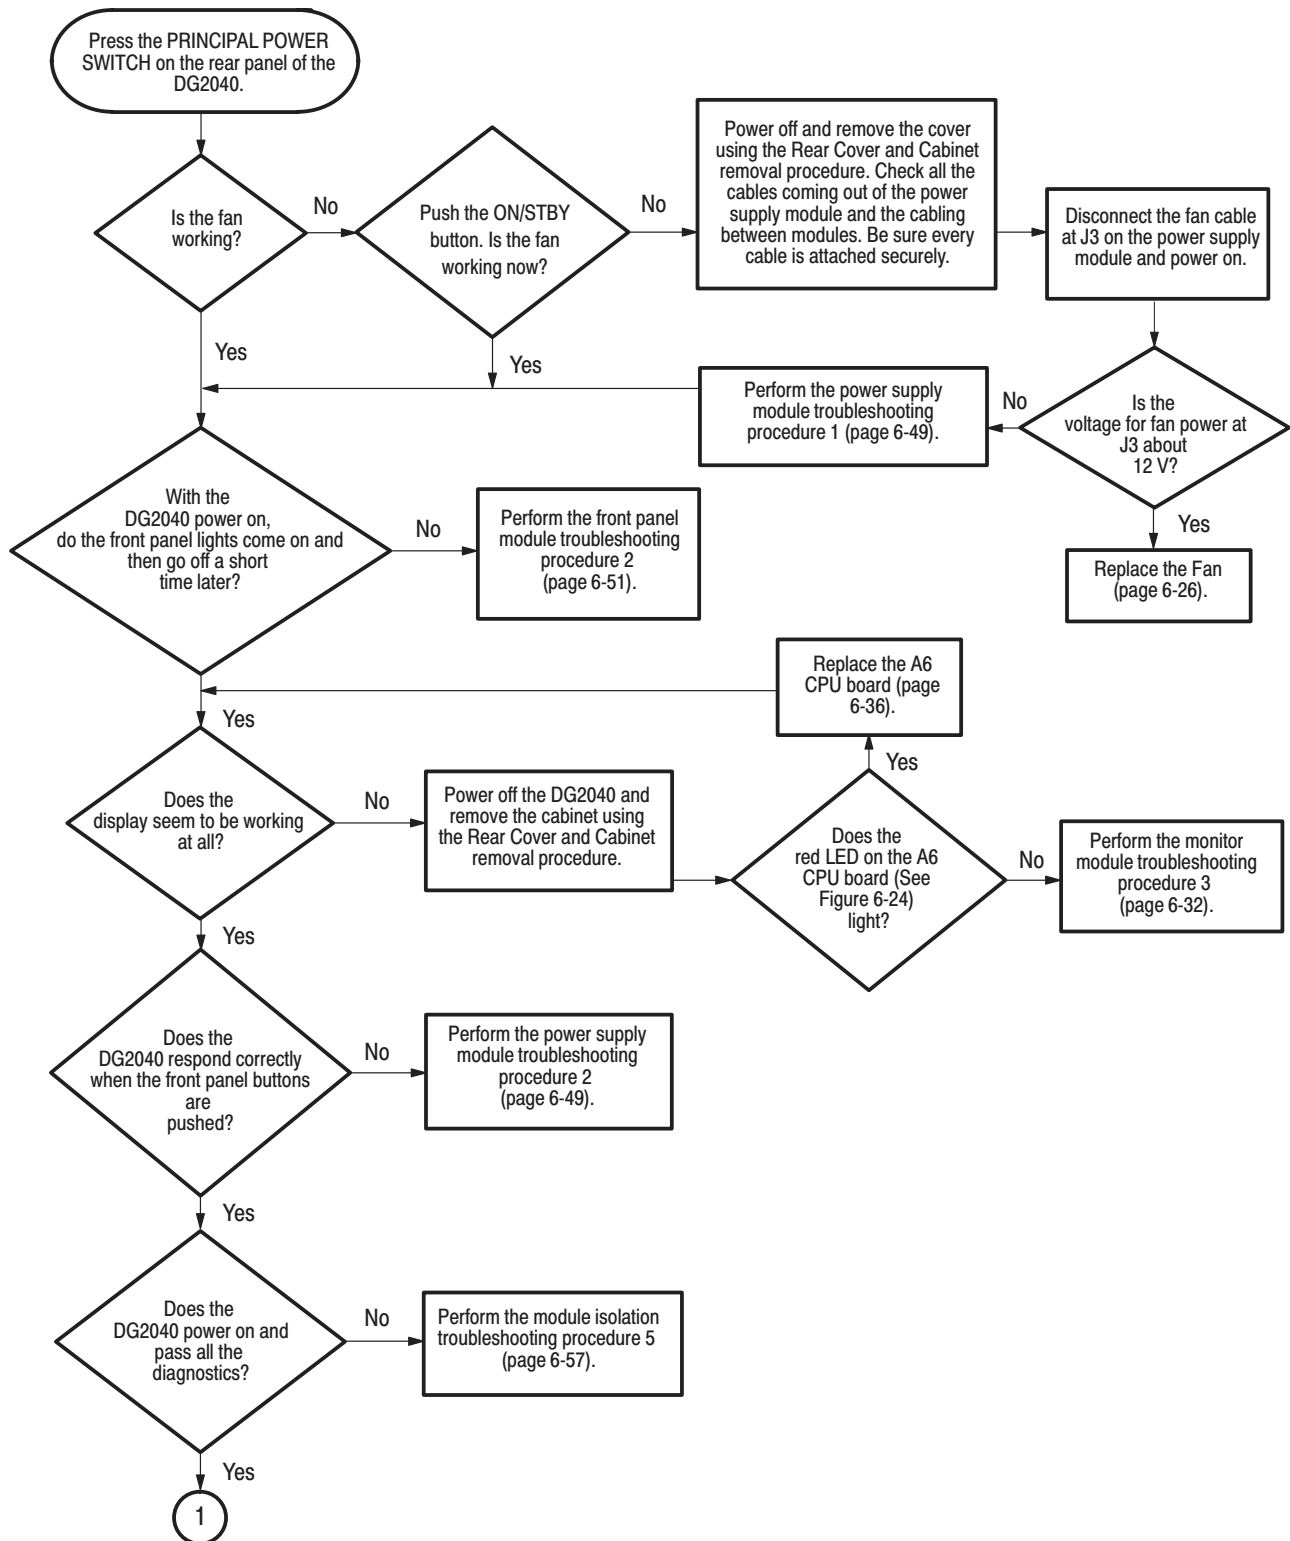 Press the PRINCIPAL POWER
SWITCH on the rear panel of the
DG2040.
Is the fan
working?
No
Push the ON/STBY
button. Is the fan
working now?
No
Power off and remove the cover
using the Rear Cover and Cabinet
removal procedure. Check all the
cables coming out of the power
supply module and the cabling
between modules. Be sure every
cable is attached securely.
Disconnect the fan cable
at J3 on the power supply
module and power on.
Yes
Yes
Perform the power supply
module troubleshooting
procedure 1 (page 6-49).
No
Is the
voltage for fan power at
J3 about
12 V?
Yes
Replace the Fan
(page 6-26).
With the
DG2040 power on,
do the front panel lights come on and
then go off a short
time later?
No
Perform the front panel
module troubleshooting
procedure 2
(page 6-51).
Replace the A6
CPU board (page
6-36).
Yes
Yes
Does the
display seem to be working
at all?
No
Power off the DG2040 and
remove the cabinet using
the Rear Cover and Cabinet
removal procedure.
Does the
red LED on the A6
CPU board (See
Figure 6-24)
light?
No
Perform the monitor
module troubleshooting
procedure 3
(page 6-32).
Yes
Does the
DG2040 respond correctly
when the front panel buttons
are
pushed?
No
Perform the power supply
module troubleshooting
procedure 2
(page 6-49).
Yes
Does the
DG2040 power on and
pass all the
diagnostics?
No
Perform the module isolation
troubleshooting procedure 5
(page 6-57).
Yes
1